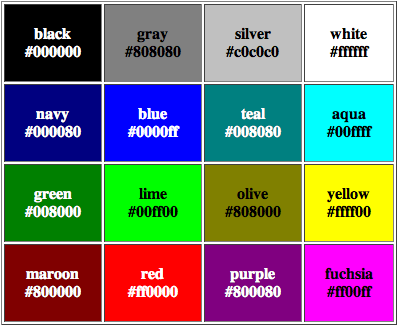 black gray silver white
#000000 #808080 #c0c0c0 #ffffff
navy blue teal aqua
#000080 #0000ff #008080 #00ffff
green lime olive yellow
#008000 #00ff00 #808000 #ffff00
maroon red purple fuchsia
#800000 #ff0000 #800080 #ff00ff